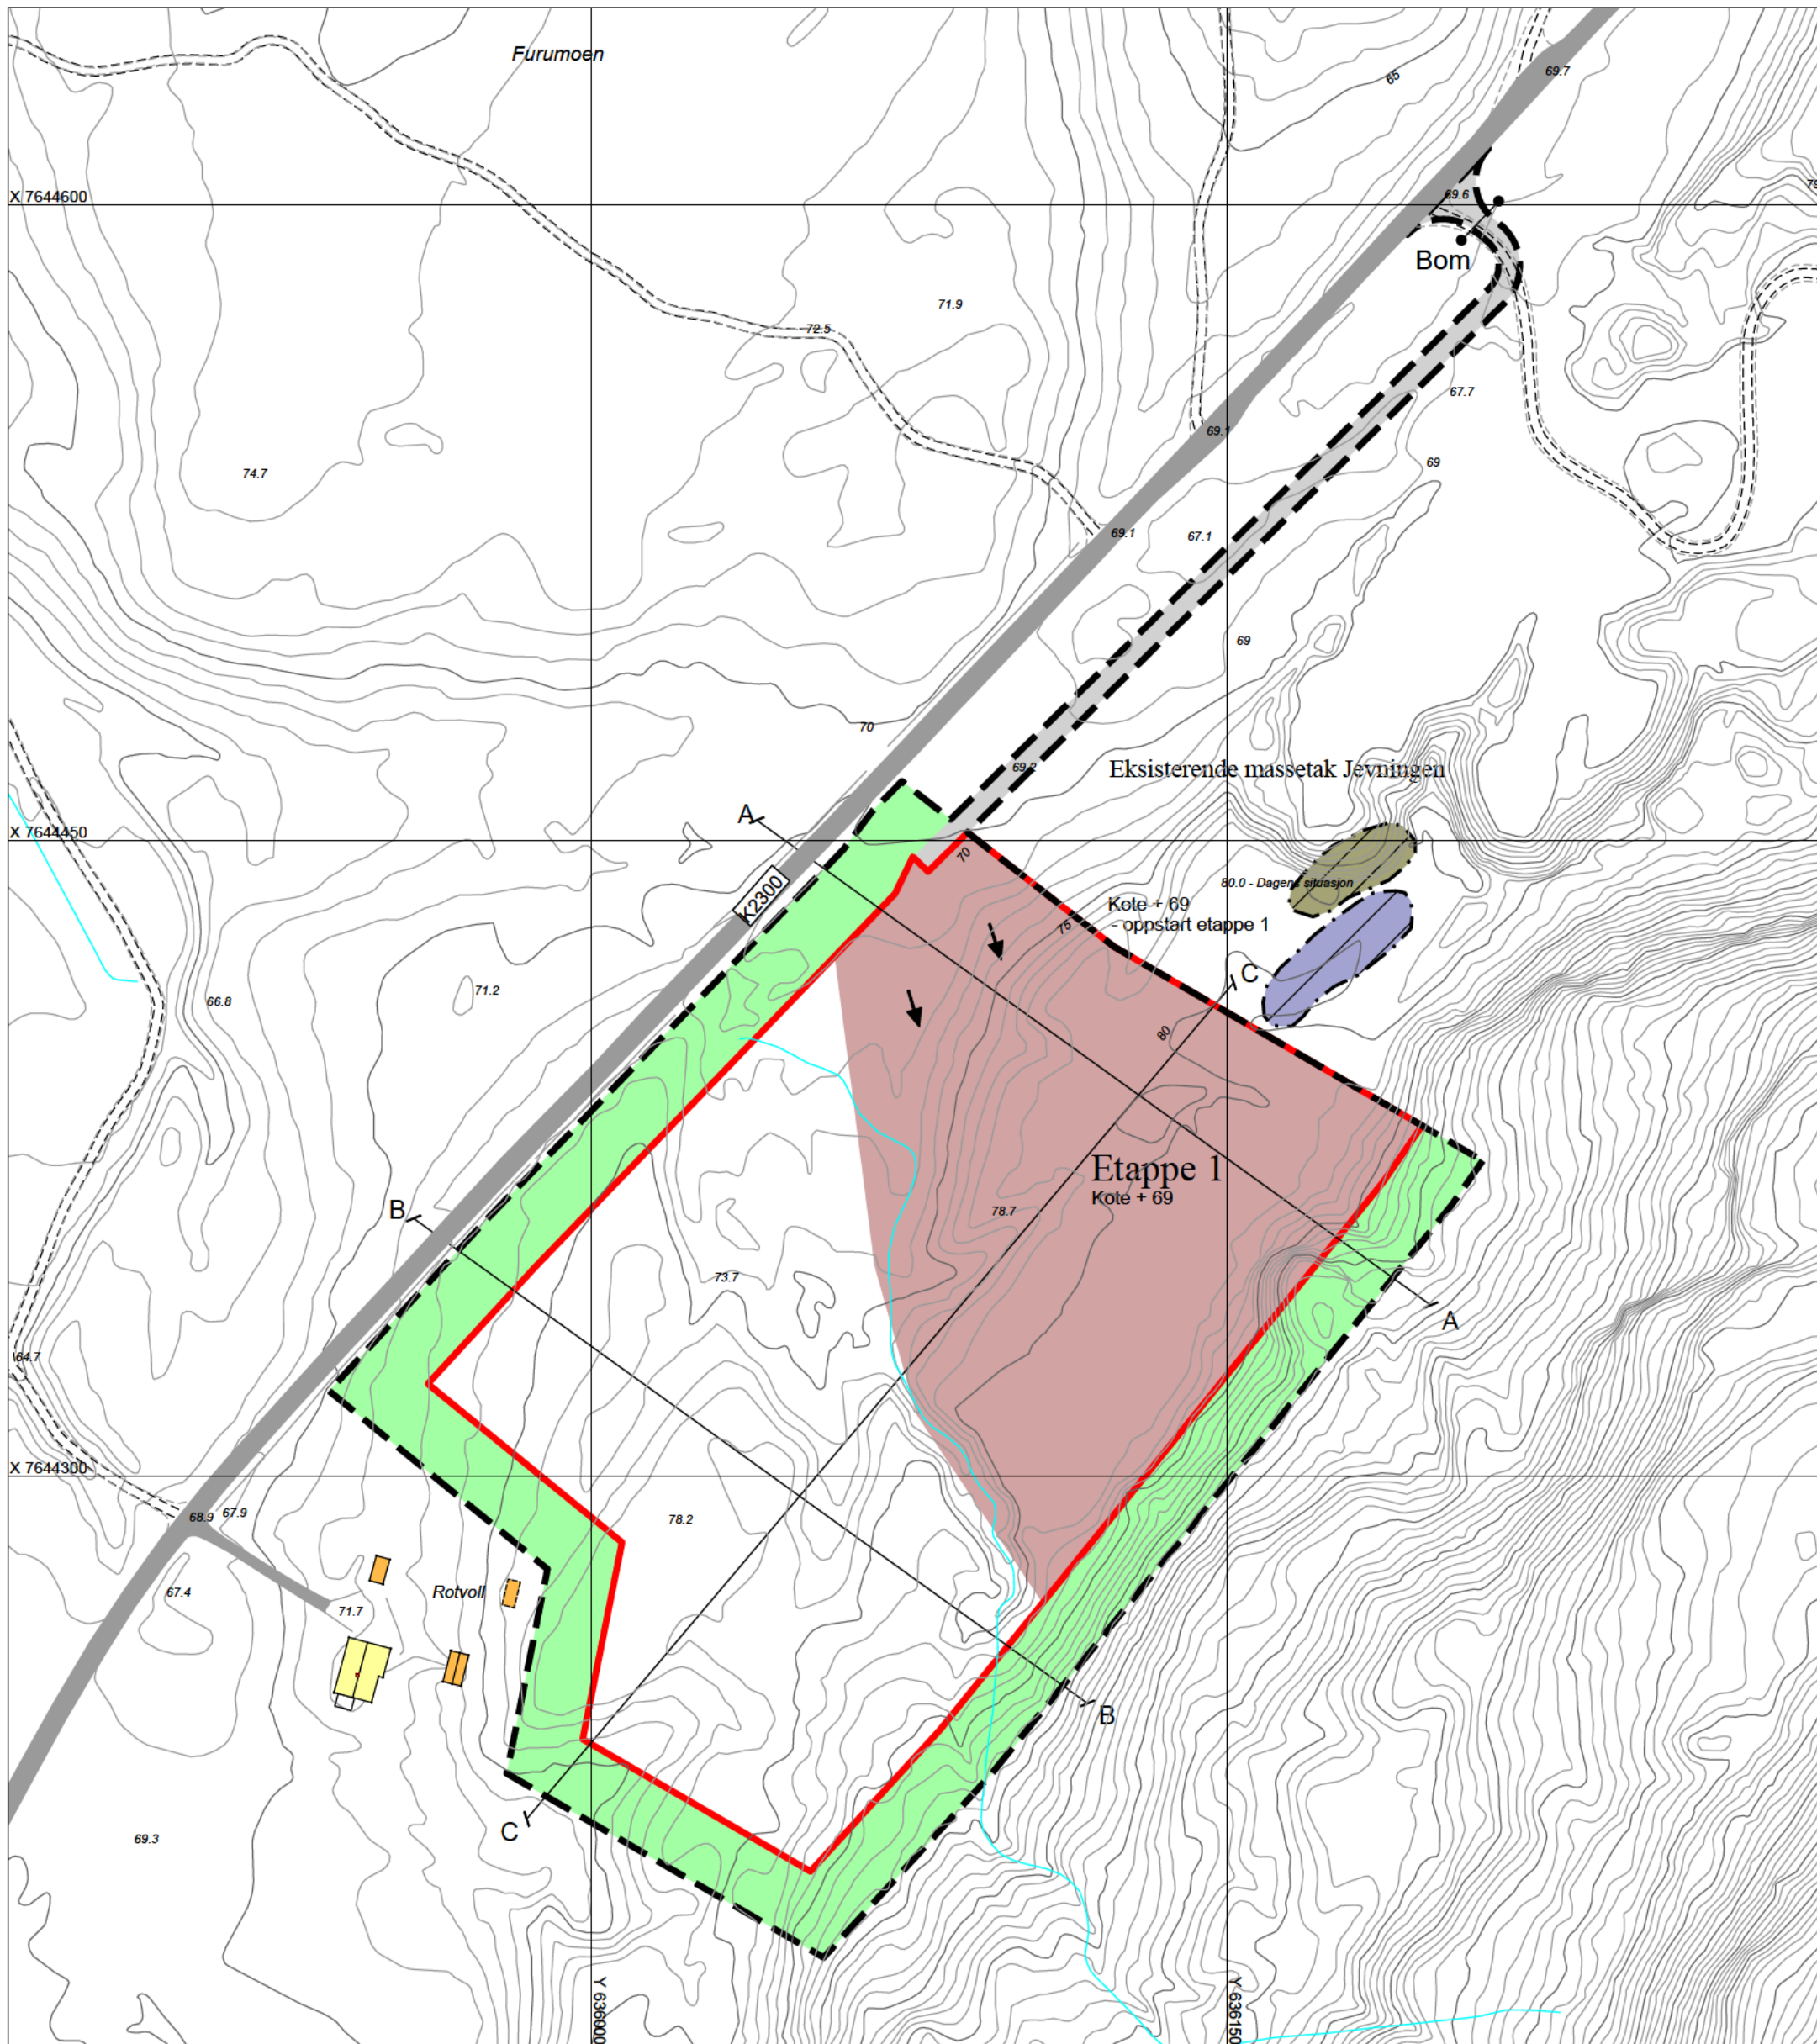 Furumoen
65
69.7
X 7644600
69.6
Bom
71.9
72.5
67.7
69.1
69
74.7
69.1
67.1
69
70
69.2
Eksisterende massetak Jevningen
A
X 7644450
70
80.0 - Dagens situasjon
K2300
Kote + 69
- oppstart etappe 1
75
C
71.2
66.8
80
Etappe 1
Kote + 69
B
78.7
73.7
A
64.7
X 7644300
68.9
67.9
78.2
67.4
Rotvoll
71.7
B
C
69.3
Y 636000
Y 636150